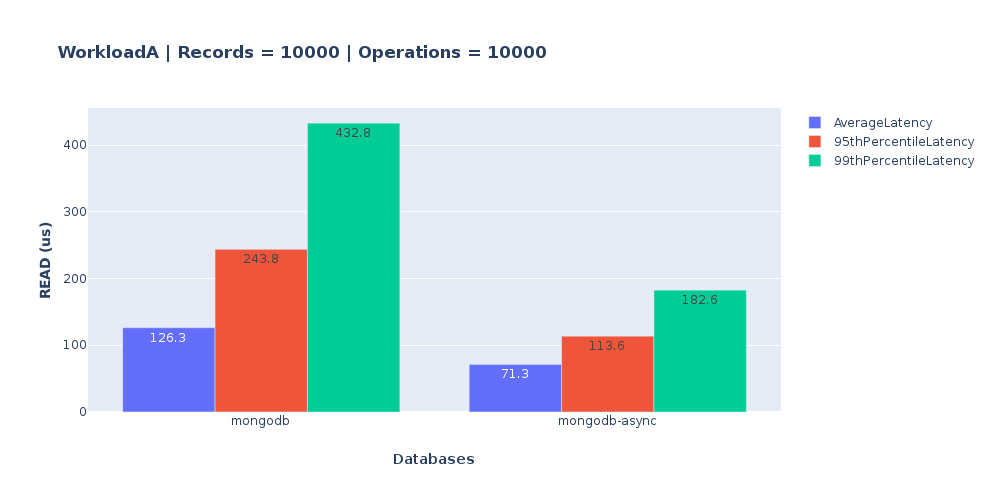 WorkloadA | Records = 10000 | Operations = 10000
AverageLatency
95thPercentileLatency
99thPercentileLatency
READ (us)
400
300
200
100
0
432.8
243.8
126.3
182.6
113.6
71.3
mongodb
mongodb-async
Databases